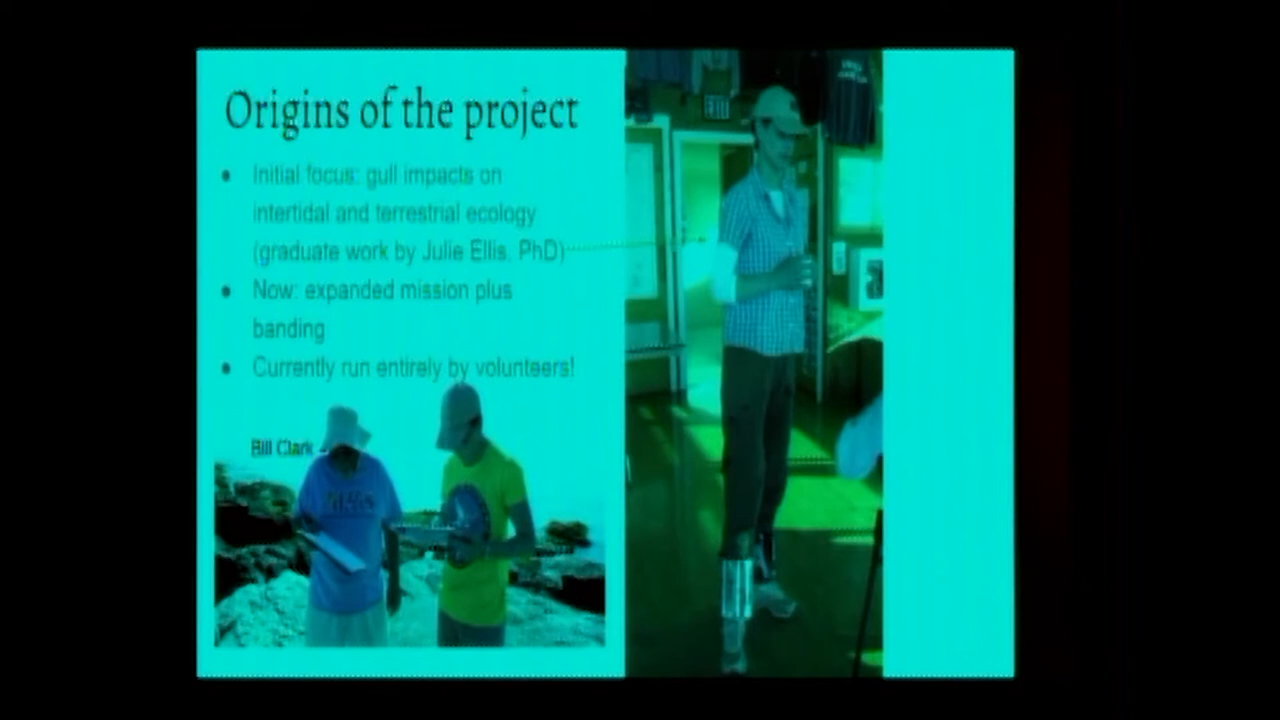 Origins of the project
● Initial focus: gull impacts on
intertidal and terrestrial ecology
(graduate work by Julie Ellis, PhD)
● Now: expanded mission plus
banding
● Currently run entirely by volunteers!
Bill Clark
EXIT